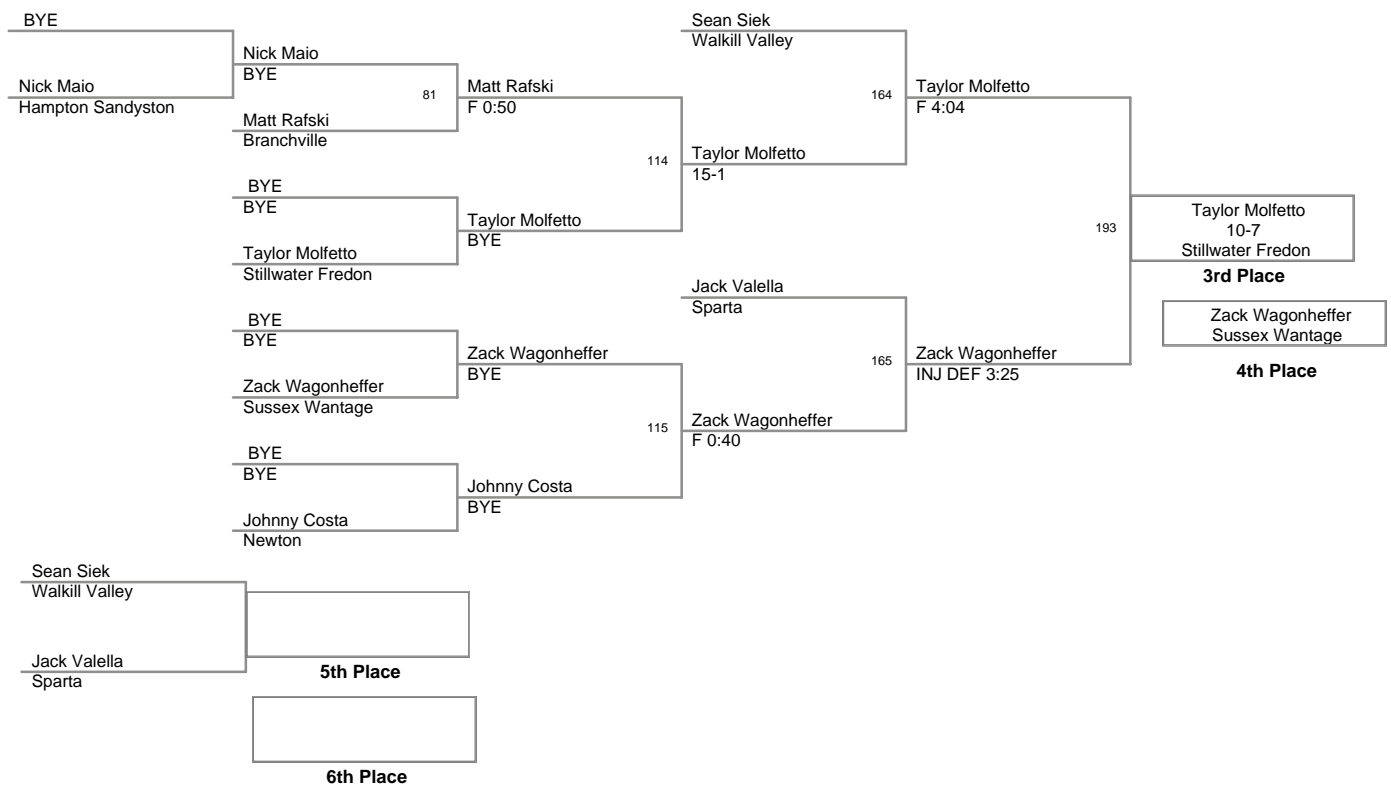 BYE
Nick Maio
Hampton Sandyston
Nick Maio
BYE
Matt Rafski
Branchville
81
BYE
BYE
Taylor Molfetto
Stillwater Fredon
BYE
BYE
Zack Wagonheffer
Sussex Wantage
BYE
BYE
Johnny Costa
Newton
Matt Rafski
F 0:50
Taylor Molfetto
BYE
114
Zack Wagonheffer
BYE
Johnny Costa
BYE
115
Sean Siek
Walkill Valley
Taylor Molfetto
15-1
164
Jack Valella
Sparta
Zack Wagonheffer
F 0:40
165
Taylor Molfetto
F 4:04
Zack Wagonheffer
INJ DEF 3:25
193
Taylor Molfetto
10-7
Stillwater Fredon
3rd Place
Zack Wagonheffer
Sussex Wantage
4th Place
Sean Siek
Walkill Valley
Jack Valella
Sparta
5th Place
6th Place